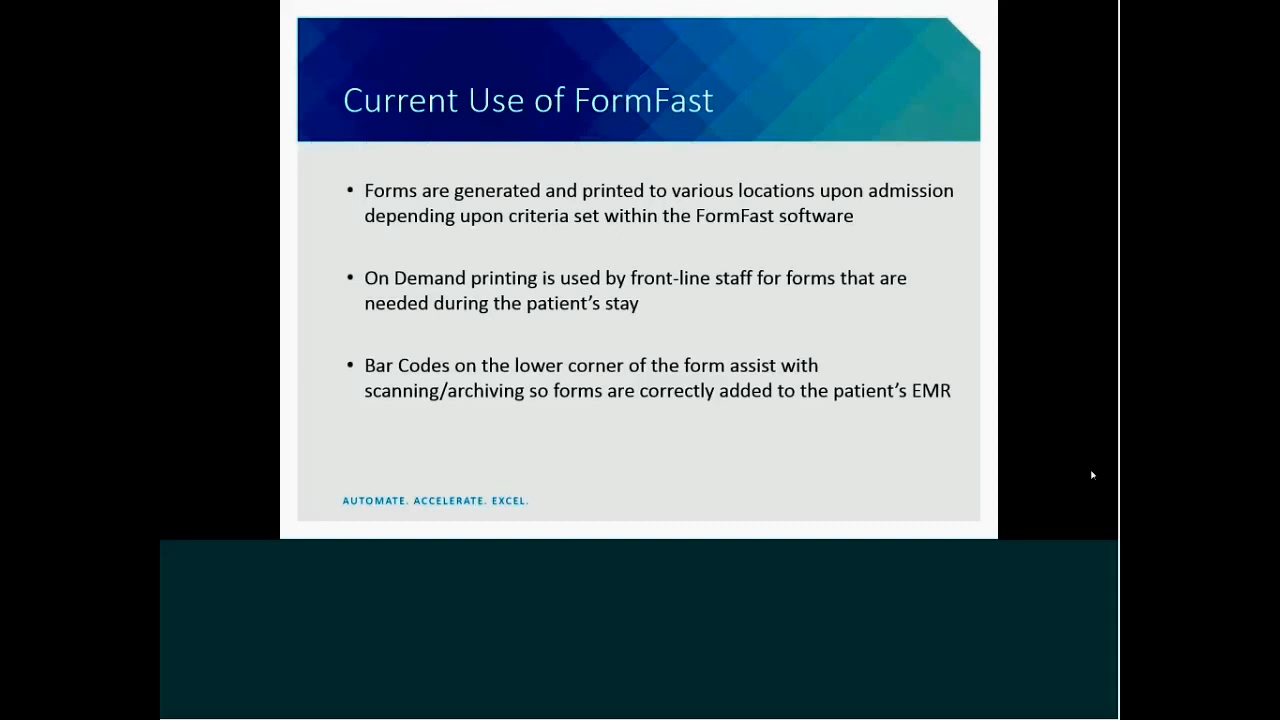 Current Use of FormFast
• Forms are generated and printed to various locations upon admission
depending upon criteria set within the FormFast software
• On Demand printing is used by front-line staff for forms that are
needed during the patient’s stay
• Bar Codes on the lower corner of the form assist with
scanning/archiving so forms are correctly added to the patient’s EMR
AUTOMATE. ACCELERATE. EXCEL.